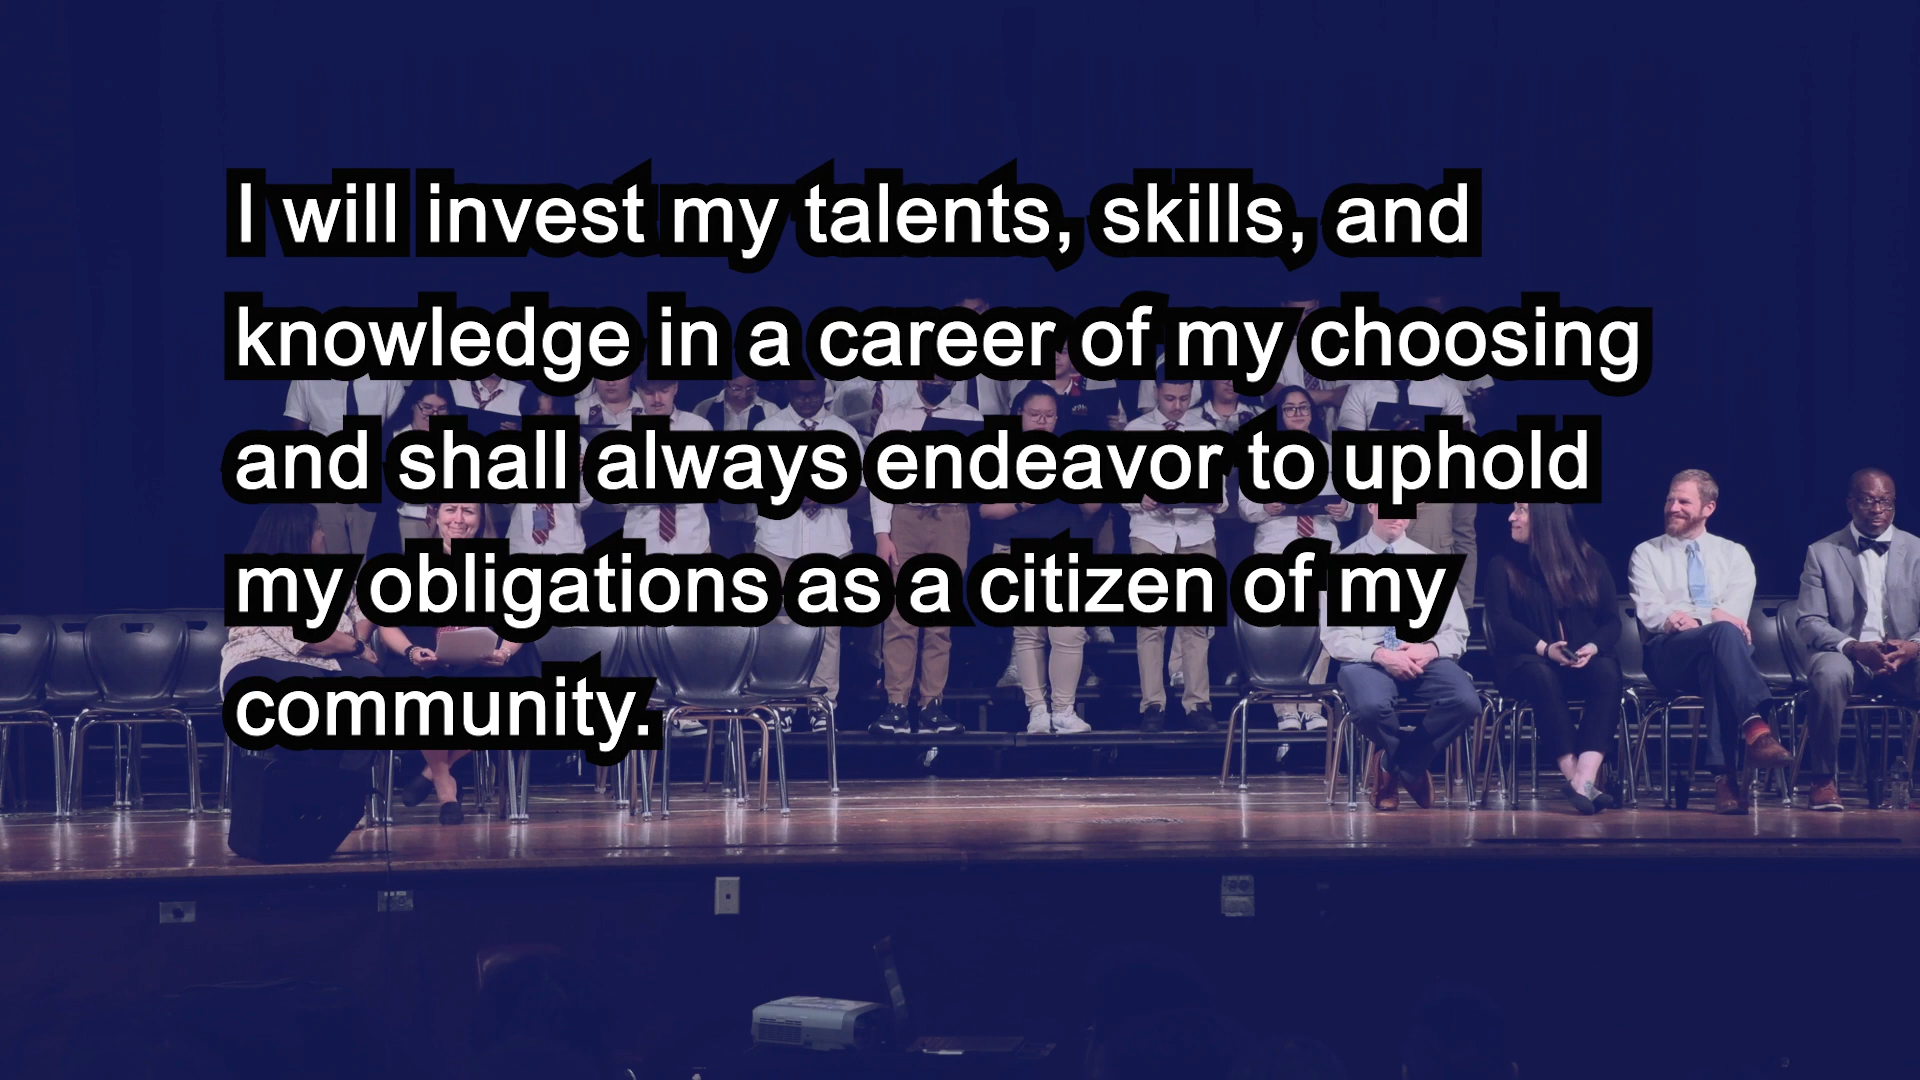 I will invest my talents, skills, and
knowledge in a career of my choosing
and shall always endeavor to uphold
my obligations as a citizen of my
community.